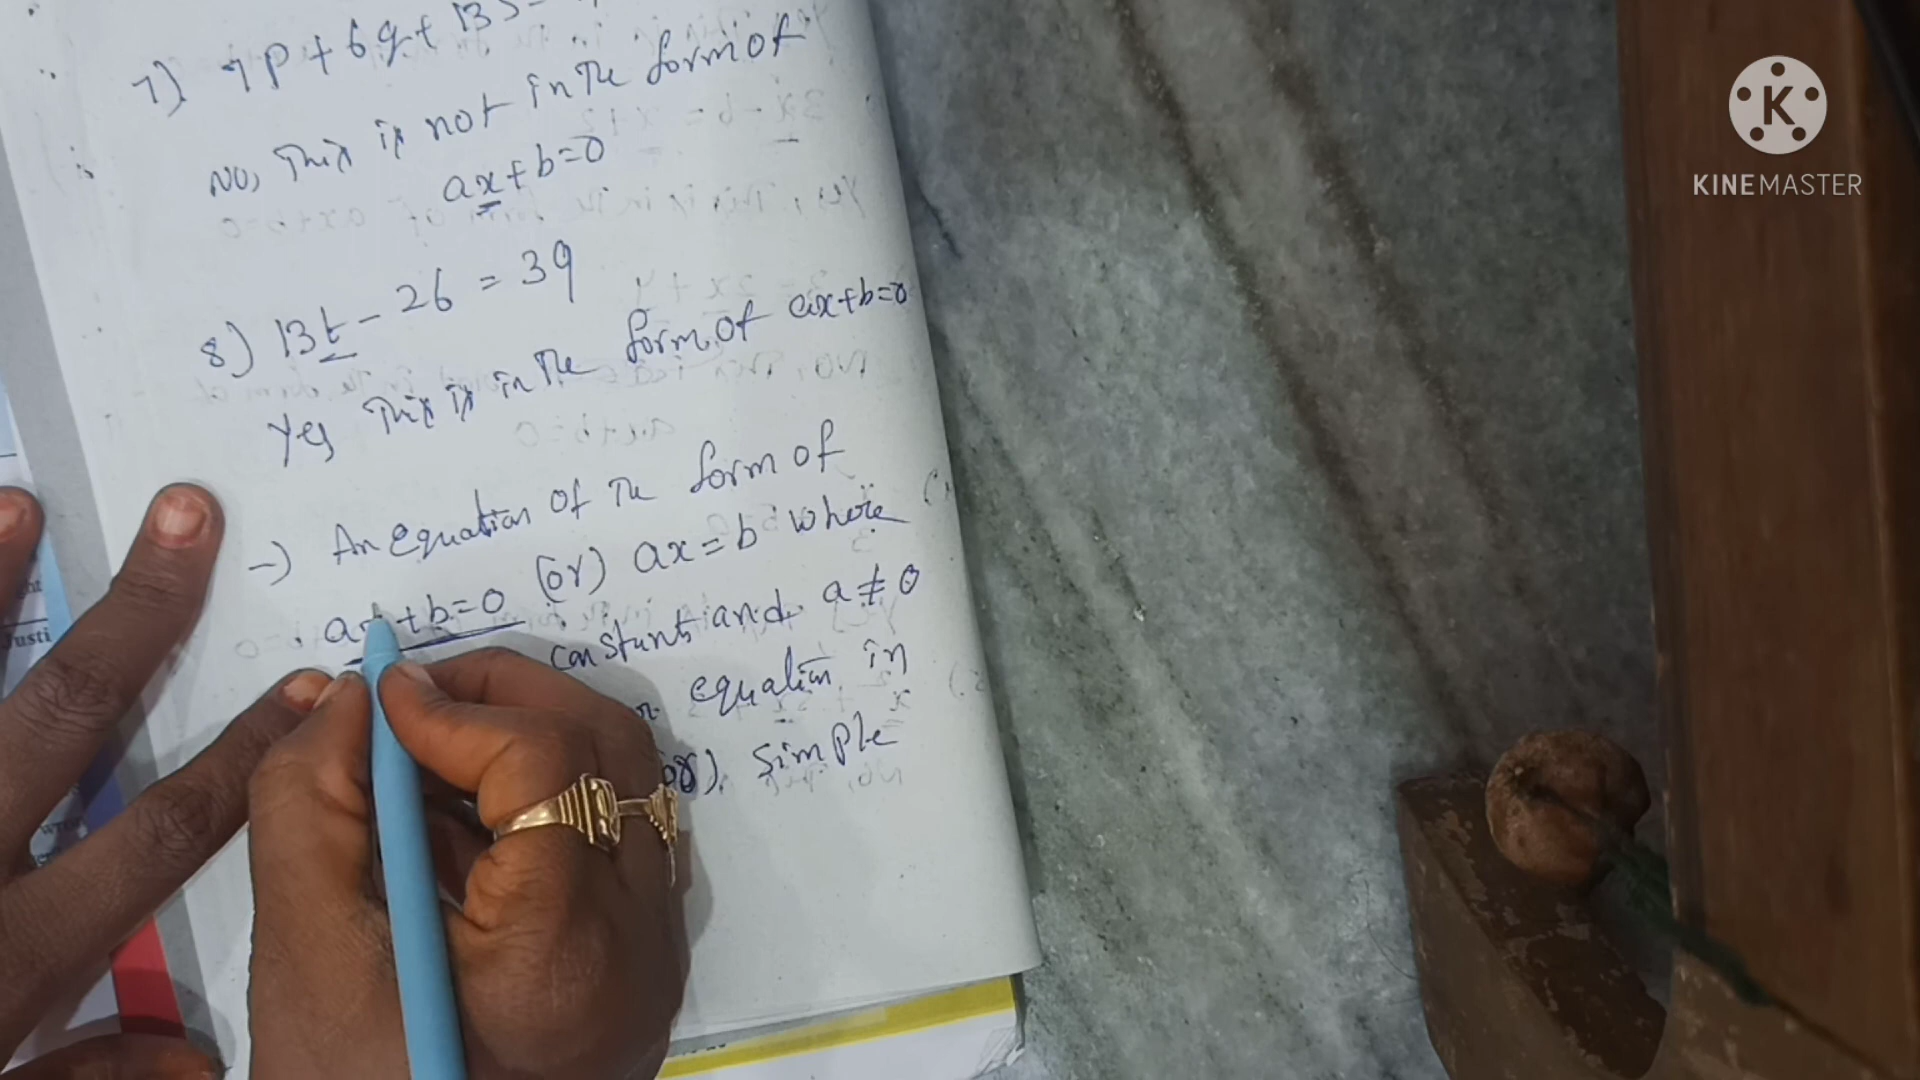 7) 7P + 6q + 13S
No, This is not in The form of
ax+b=0
8) 13t - 26 = 39
Yes This is in The form of ax+b=0
-) An equation of The form of
ax+b=0 (or) ax=b where
constants and a≠0
equation in
(or) simple
KINEMASTER